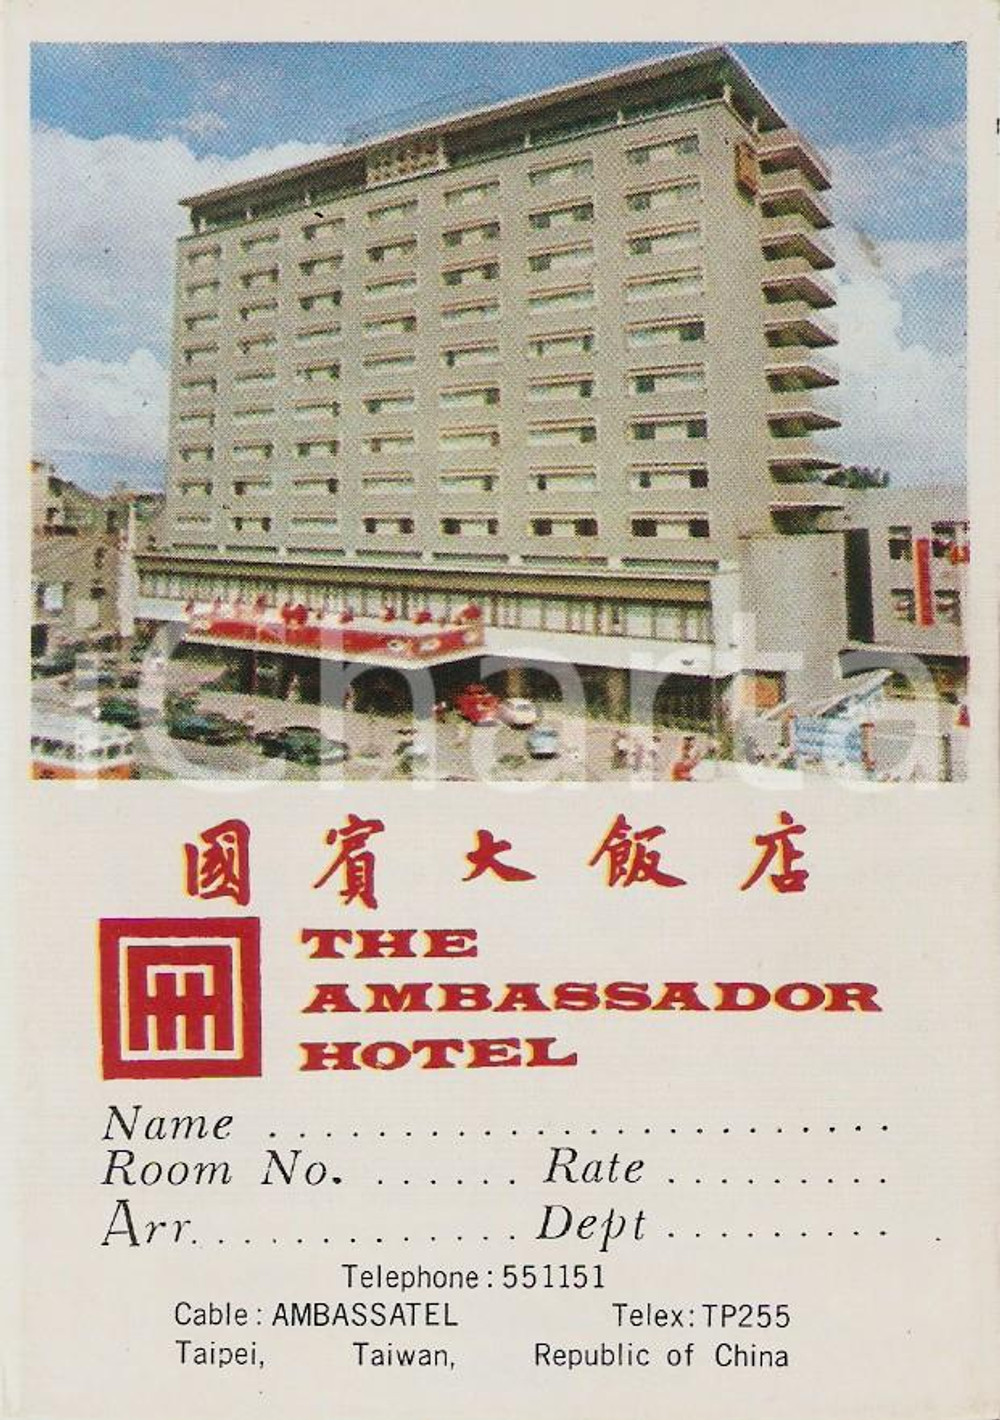 iCharta
國賓大飯店
THE
AMBASSADOR
HOTEL
Name ..........................
Room No. ...... Rate .........
Arr.............. Dept .........
Telephone: 551151
Cable: AMBASSATEL Telex: TP255
Taipei, Taiwan, Republic of China